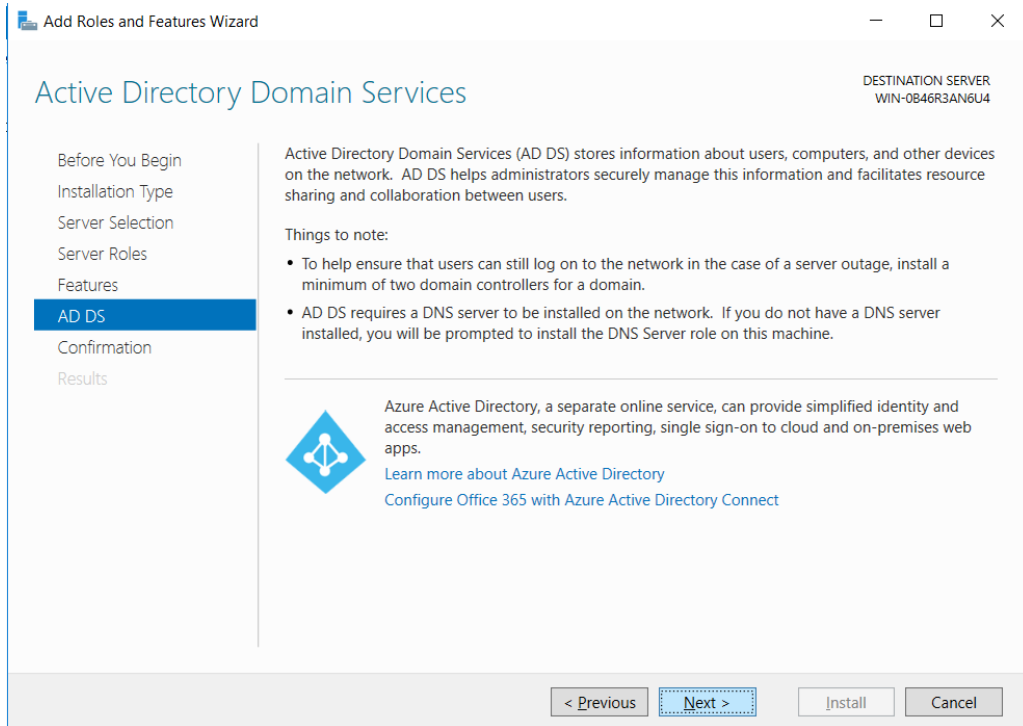 Add Roles and Features Wizard
Active Directory Domain Services
DESTINATION SERVER
WIN-0B46R3AN6U4
Before You Begin
Installation Type
Server Selection
Server Roles
Features
AD DS
Confirmation
Results
Active Directory Domain Services (AD DS) stores information about users, computers, and other devices
on the network.  AD DS helps administrators securely manage this information and facilitates resource
sharing and collaboration between users.
Things to note:
• To help ensure that users can still log on to the network in the case of a server outage, install a
minimum of two domain controllers for a domain.
• AD DS requires a DNS server to be installed on the network.  If you do not have a DNS server
installed, you will be prompted to install the DNS Server role on this machine.
Azure Active Directory, a separate online service, can provide simplified identity and
access management, security reporting, single sign-on to cloud and on-premises web
apps.
Learn more about Azure Active Directory
Configure Office 365 with Azure Active Directory Connect
< Previous
Next >
Install
Cancel